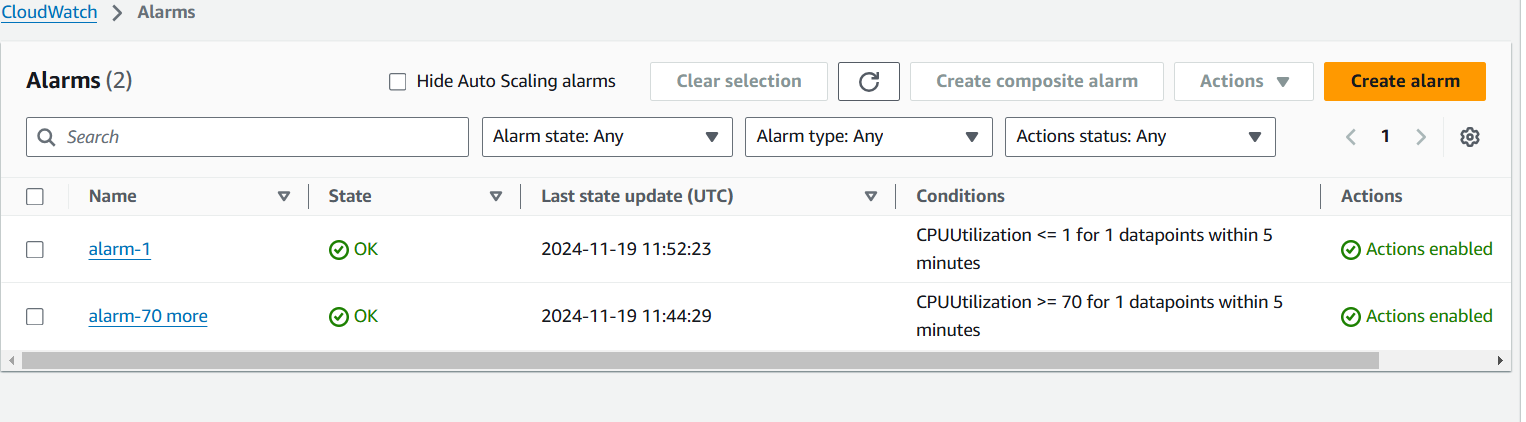 CloudWatch > Alarms
Alarms (2)
Hide Auto Scaling alarms
Clear selection
Create composite alarm
Actions
Create alarm
Search
Alarm state: Any
Alarm type: Any
Actions status: Any
1
Name
State
Last state update (UTC)
Conditions
Actions
alarm-1
OK
2024-11-19 11:52:23
CPUUtilization <= 1 for 1 datapoints within 5
minutes
Actions enabled
alarm-70 more
OK
2024-11-19 11:44:29
CPUUtilization >= 70 for 1 datapoints within 5
minutes
Actions enabled